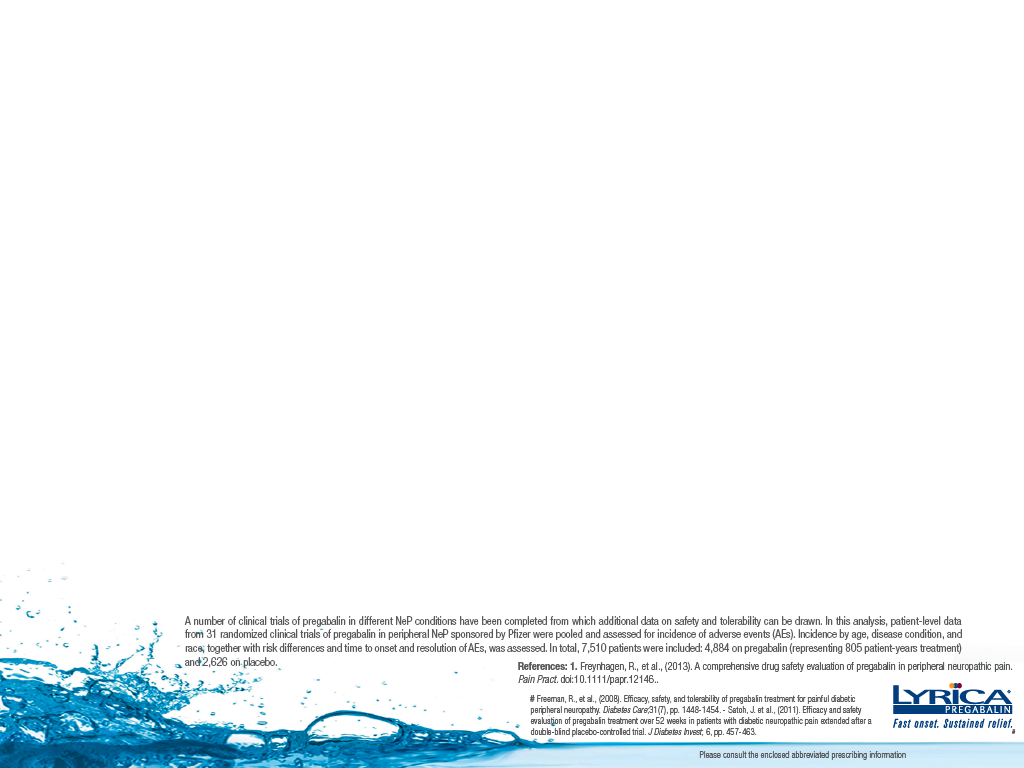 A number of clinical trials of pregabalin in different NeP conditions have been completed from which additional data on safety and tolerability can be drawn. In this analysis, patient-level data
from 31 randomized clinical trials of pregabalin in peripheral NeP sponsored by Pfizer were pooled and assessed for incidence of adverse events (AEs). Incidence by age, disease condition, and
race, together with risk differences and time to onset and resolution of AEs, was assessed. In total, 7,510 patients were included: 4,884 on pregabalin (representing 805 patient-years treatment)
and 2,626 on placebo.
References: 1. Freynhagen, R., et al., (2013). A comprehensive drug safety evaluation of pregabalin in peripheral neuropathic pain.
Pain Pract. doi:10.1111/papr.12146..
# Freeman, R., et al., (2008). Efficacy, safety, and tolerability of pregabalin treatment for painful diabetic
peripheral neuropathy. Diabetes Care;31(7), pp. 1448-1454. - Satoh, J. et al., (2011). Efficacy and safety
evaluation of pregabalin treatment over 52 weeks in patients with diabetic neuropathic pain extended after a
double-blind placebo-controlled trial. J Diabetes Invest; 6, pp. 457-463.
LYRICA®
PREGABALIN
Fast onset. Sustained relief.
#
Please consult the enclosed abbreviated prescribing information